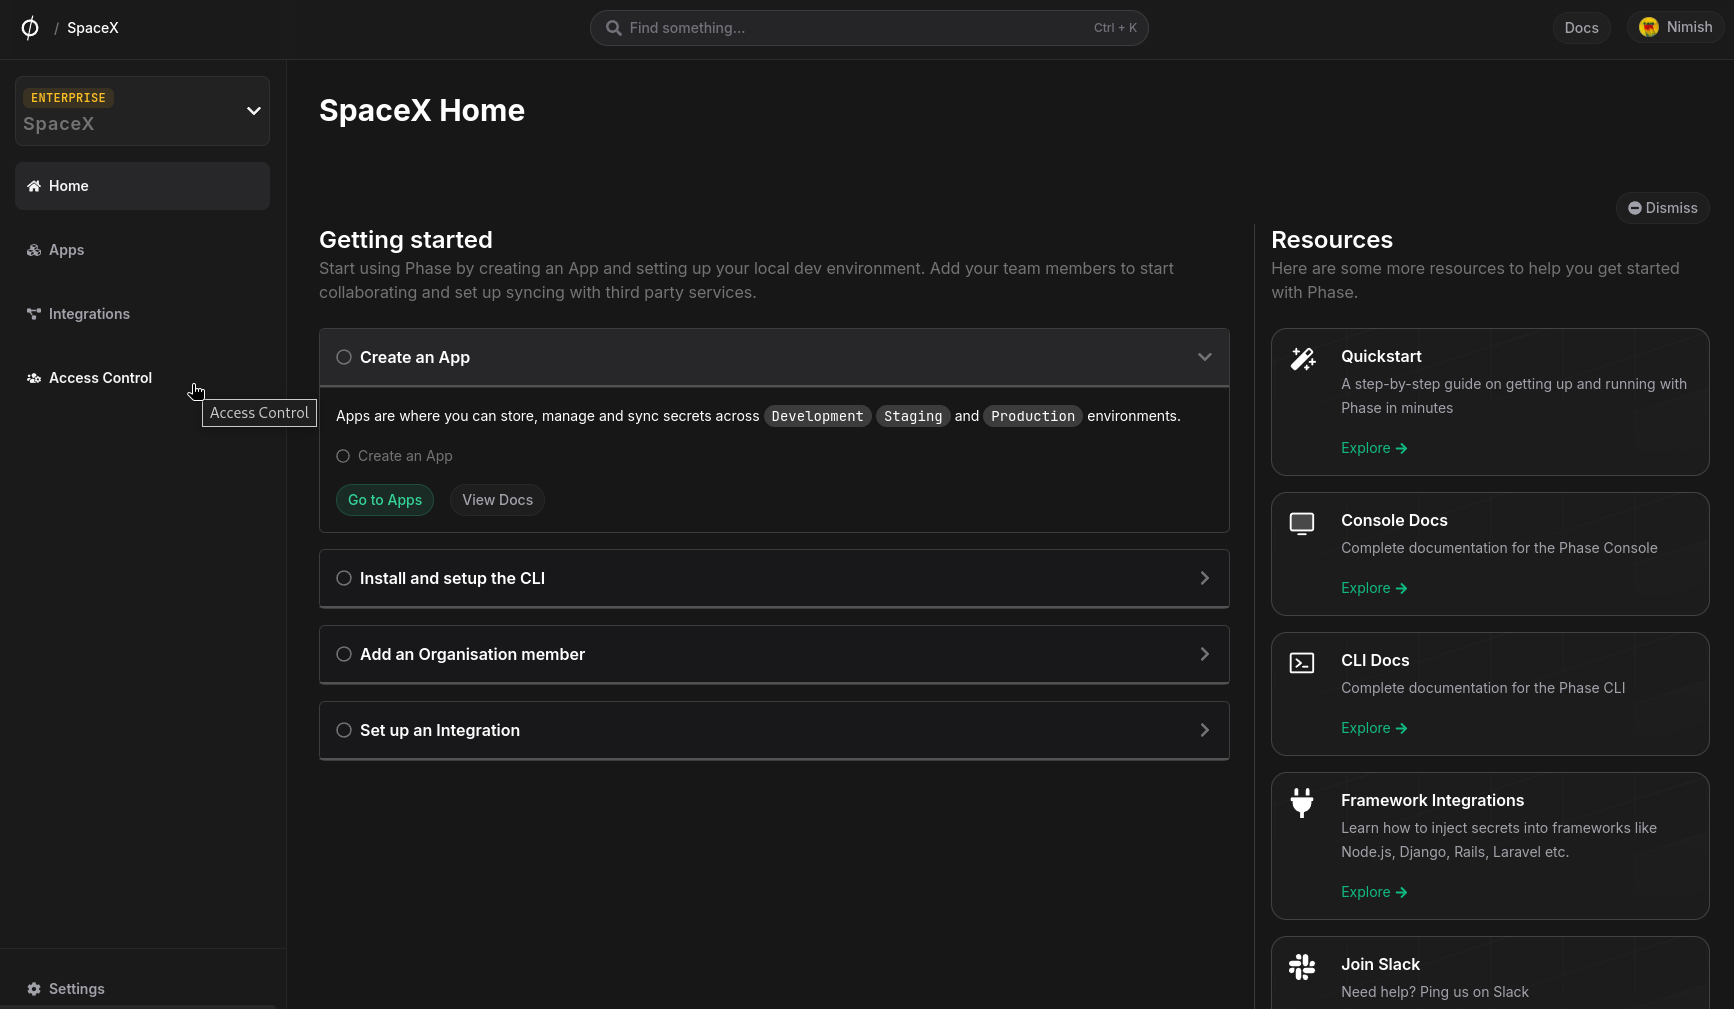 / SpaceX
Find something...
Ctrl + K
Docs
Nimish
ENTERPRISE
SpaceX
Home
Apps
Integrations
Access Control
Access Control
Settings
SpaceX Home
Dismiss
Getting started
Start using Phase by creating an App and setting up your local dev environment. Add your team members to start
collaborating and set up syncing with third party services.
Create an App
Apps are where you can store, manage and sync secrets across Development Staging and Production environments.
Create an App
Go to Apps
View Docs
Install and setup the CLI
Add an Organisation member
Set up an Integration
Resources
Here are some more resources to help you get started
with Phase.
Quickstart
A step-by-step guide on getting up and running with
Phase in minutes
Explore
Console Docs
Complete documentation for the Phase Console
Explore
CLI Docs
Complete documentation for the Phase CLI
Explore
Framework Integrations
Learn how to inject secrets into frameworks like
Node.js, Django, Rails, Laravel etc.
Explore
Join Slack
Need help? Ping us on Slack